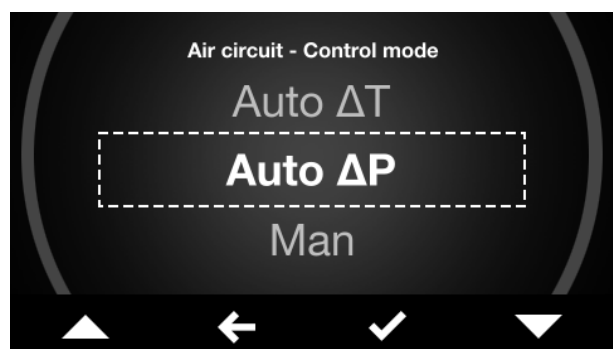 Air circuit - Control mode
Auto ΔT
Auto ΔP
Man